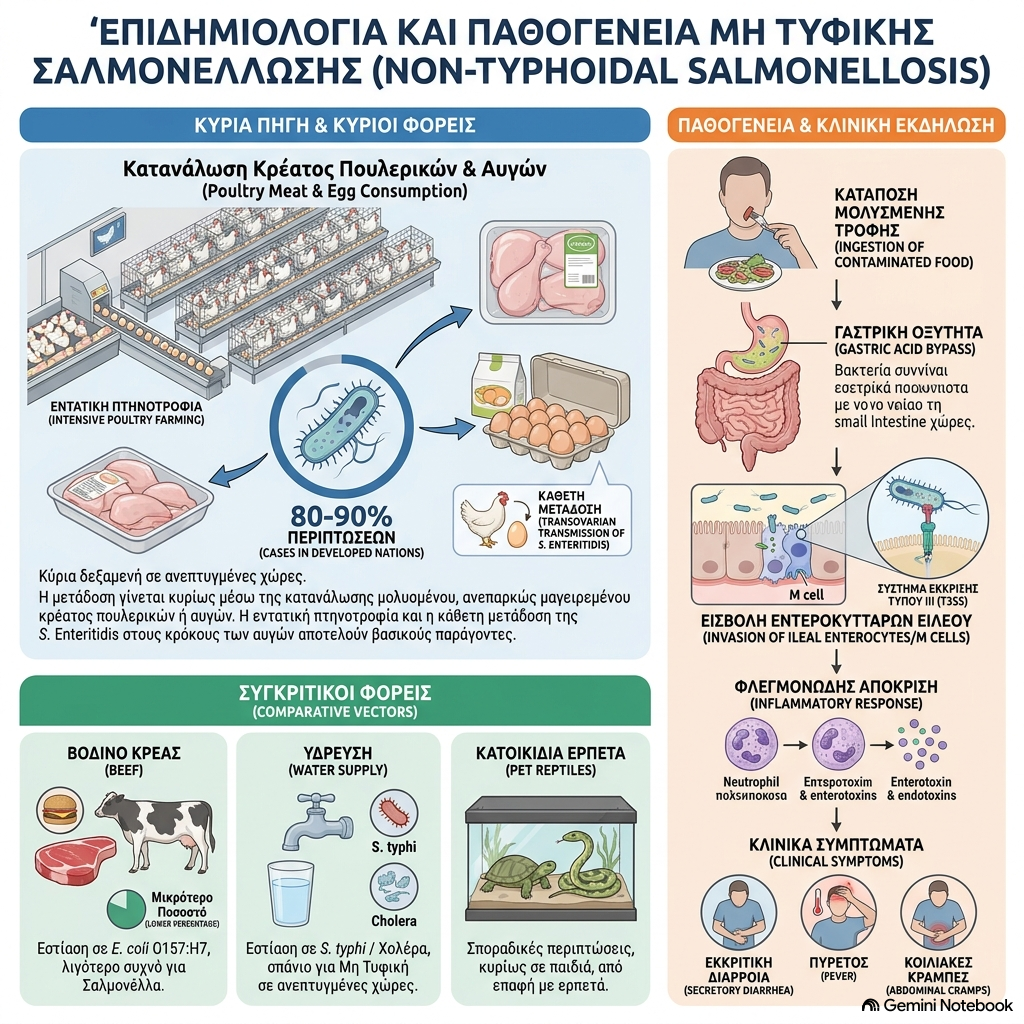 ‘ΕΠΙΔΗΜΙΟΛΟΓΙΑ ΚΑΙ ΠΑΘΟΓΕΝΕΙΑ ΜΗ ΤΥΦΙΚΗΣ
ΣΑΛΜΟΝΕΛΛΩΣΗΣ (NON-TYPHOIDAL SALMONELLOSIS)
ΚΥΡΙΑ ΠΗΓΗ & ΚΥΡΙΟΙ ΦΟΡΕΙΣ
Κατανάλωση Κρέατος Πουλερικών & Αυγών
(Poultry Meat & Egg Consumption)
ΕΝΤΑΤΙΚΗ ΠΤΗΝΟΤΡΟΦΙΑ
(INTENSIVE POULTRY FARMING)
80-90%
ΠΕΡΙΠΤΩΣΕΩΝ
(CASES IN DEVELOPED NATIONS)
ΚΑΘΕΤΗ
ΜΕΤΑΔΟΣΗ
(TRANSOVARIAN
TRANSMISSION OF
S. ENTERITIDIS)
Κύρια δεξαμενή σε ανεπτυγμένες χώρες.
Η μετάδοση γίνεται κυρίως μέσω της κατανάλωσης μολυομένου, ανεπαρκώς μαγειρεμένου
κρέατος πουλερικών ή αυγών. Η εντατική πτηνοτροφία και η κάθετη μετάδοση της
S. Enteritidis στους κρόκους των αυγών αποτελούν βασικούς παράγοντες.
ΣΥΓΚΡΙΤΙΚΟΙ ΦΟΡΕΙΣ
(COMPARATIVE VECTORS)
ΒΟΔΙΝΟ ΚΡΕΑΣ
(BEEF)
Μικρότερο
Ποσοστό
(LOWER PERCENTAGE)
Εστίαση σε E. coli O157:H7,
λιγότερο συχνό για
Σαλμονέλλα.
ΥΔΡΕΥΣΗ
(WATER SUPPLY)
S. typhi
Cholera
Εστίαση σε S. typhi / Χολέρα,
σπάνιο για Μη Τυφική
σε ανεπτυγμένες χώρες.
ΚΑΤΟΙΚΙΔΙΑ ΕΡΠΕΤΑ
(PET REPTILES)
Σποραδικές περιπτώσεις,
κυρίως σε παιδιά, από
επαφή με ερπετά.
ΠΑΘΟΓΕΝΕΙΑ & ΚΛΙΝΙΚΗ ΕΚΔΗΛΩΣΗ
ΚΑΤΑΠΟΣΗ
ΜΟΛΥΣΜΕΝΗΣ
ΤΡΟΦΗΣ
(INGESTION OF
CONTAMINATED FOOD)
ΓΑΣΤΡΙΚΗ ΟΞΥΤΗΤΑ
(GASTRIC ACID BYPASS)
Βακτερία συνίναι
εσετρικά
με
small Intestine χώρες.
M cell
ΣΥΣΤΗΜΑ ΕΚΚΡΙΣΗΣ
ΤΥΠΟΥ III (T3SS)
ΕΙΣΒΟΛΗ ΕΝΤΕΡΟΚΥΤΤΑΡΩΝ ΕΙΛΕΟΥ
(INVASION OF ILEAL ENTEROCYTES/M CELLS)
ΦΛΕΓΜΟΝΩΔΗΣ ΑΠΟΚΡΙΣΗ
(INFLAMMATORY RESPONSE)
Neutrophil
& enterotoxins
Enterotoxin
& endotoxins
ΚΛΙΝΙΚΑ ΣΥΜΠΤΩΜΑΤΑ
(CLINICAL SYMPTOMS)
ΕΚΚΡΙΤΙΚΗ
ΔΙΑΡΡΟΙΑ
(SECRETORY DIARRHEA)
ΠΥΡΕΤΟΣ
(PEVER)
ΚΟΙΛΙΑΚΕΣ
ΚΡΑΜΠΕΣ
(ABDOMINAL CRAMPS)
Gemini Notebook